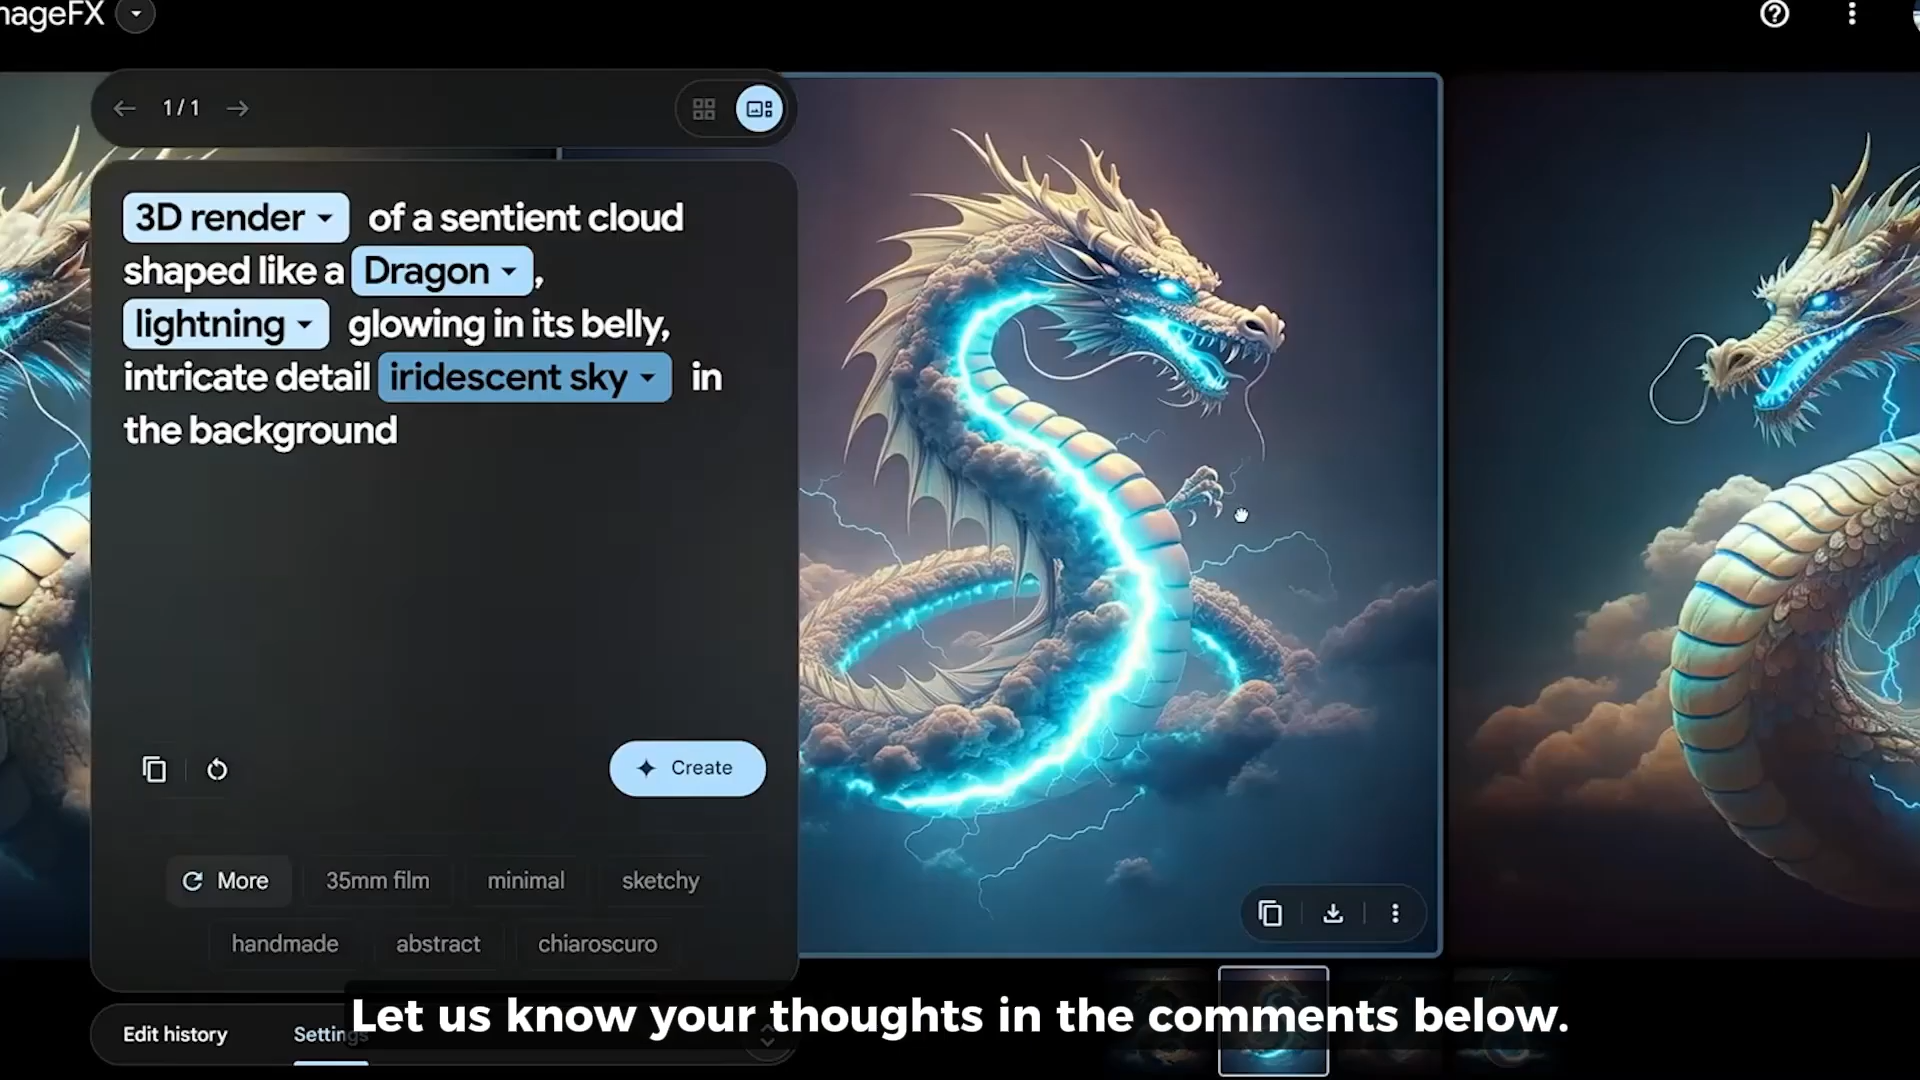 nageFX
1 / 1
3D render of a sentient cloud
shaped like a Dragon ,
lightning glowing in its belly,
intricate detail iridescent sky in
the background
Create
More 35mm film minimal sketchy
handmade abstract chiaroscuro
Edit history Settings
Let us know your thoughts in the comments below.